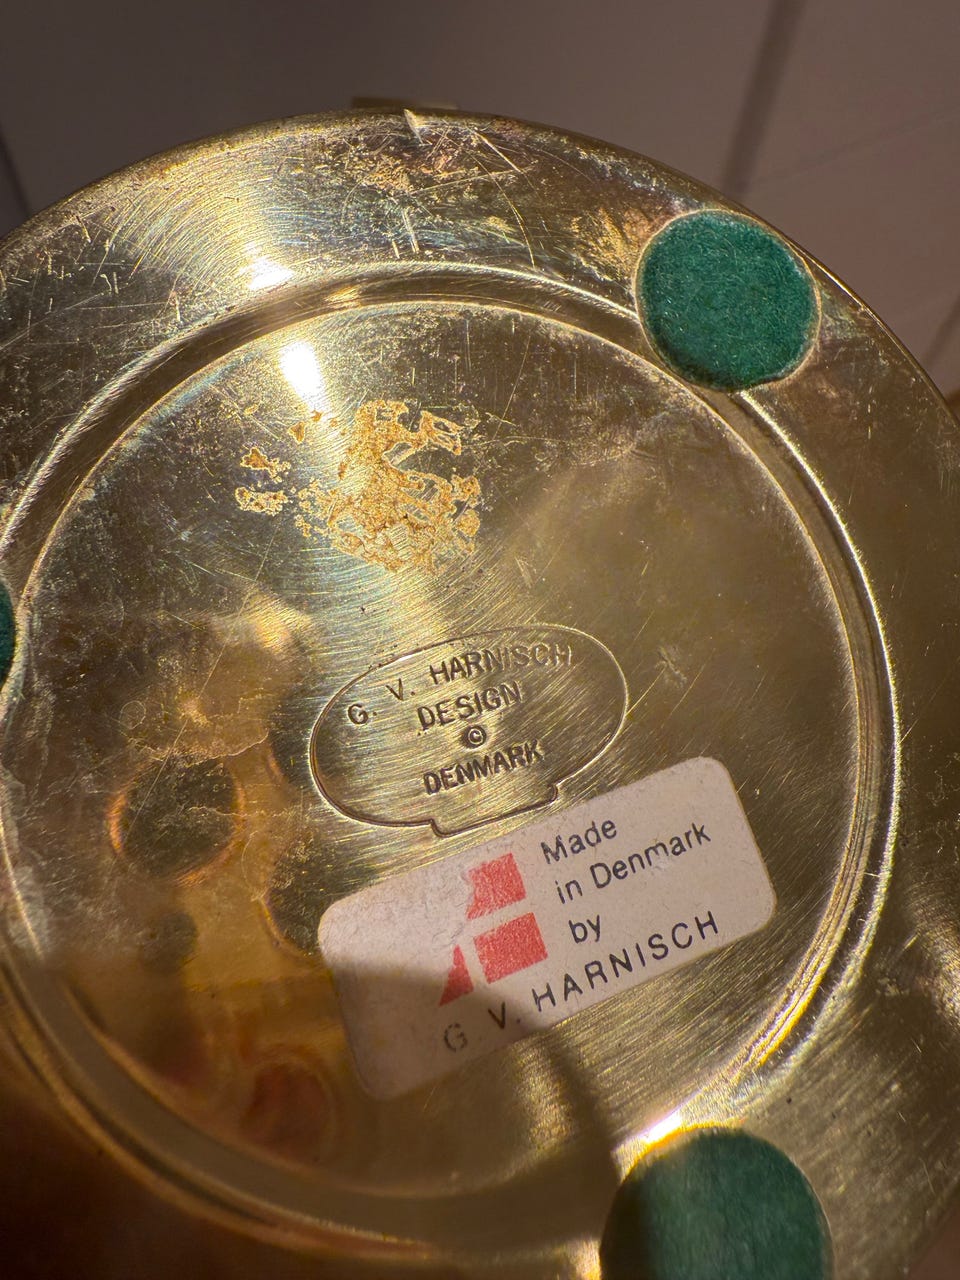 G. V. HARNISCH
DESIGN
©
DENMARK
Made
in Denmark
by
G V. HARNISCH